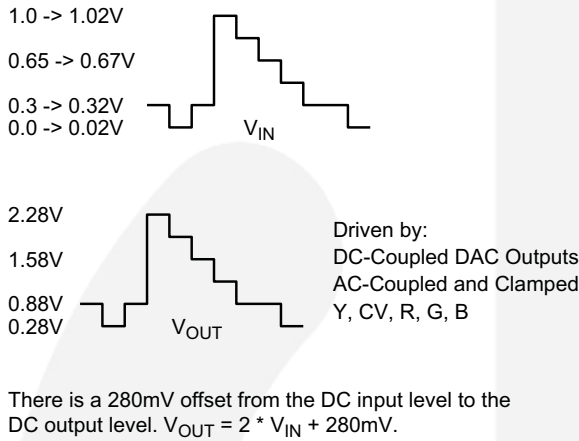 1.0 -> 1.02V
0.65 -> 0.67V
0.3 -> 0.32V
0.0 -> 0.02V
VIN
2.28V
1.58V
0.88V
0.28V
VOUT
Driven by:
DC-Coupled DAC Outputs
AC-Coupled and Clamped
Y, CV, R, G, B
There is a 280mV offset from the DC input level to the
DC output level. VOUT = 2 * VIN + 280mV.